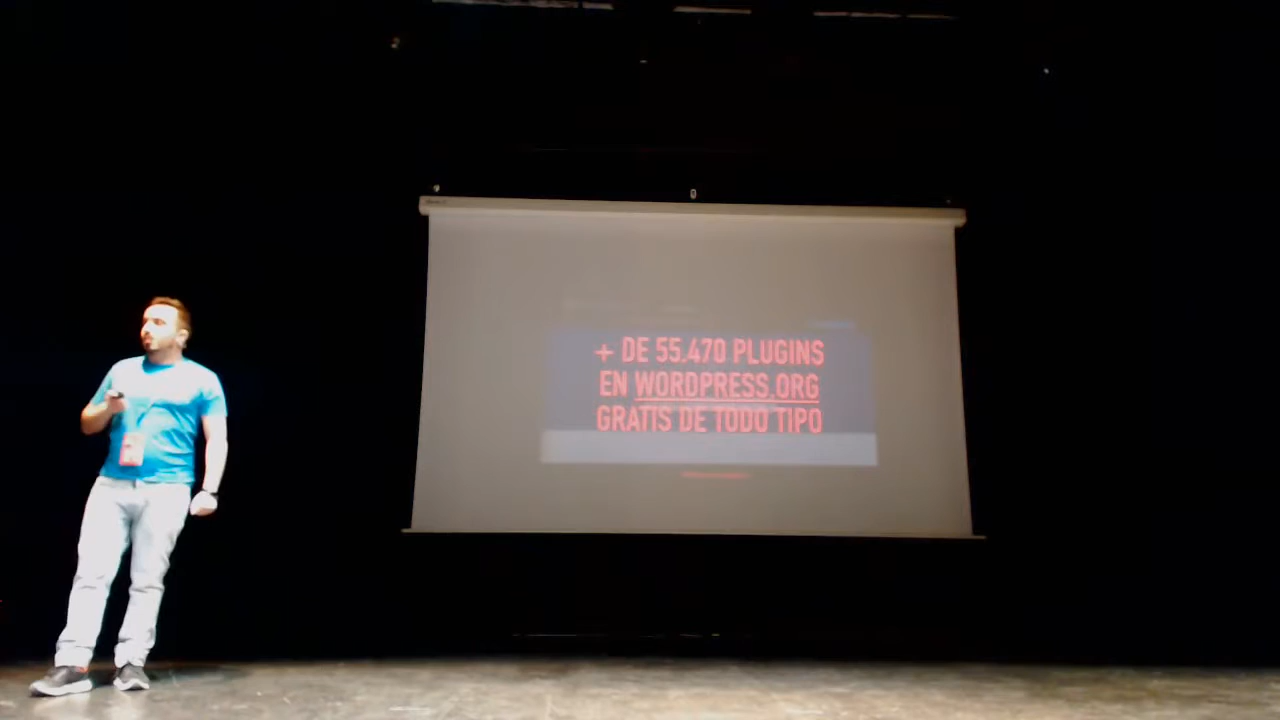 + DE 55.470 PLUGINS
EN WORDPRESS.ORG
GRATIS DE TODO TIPO